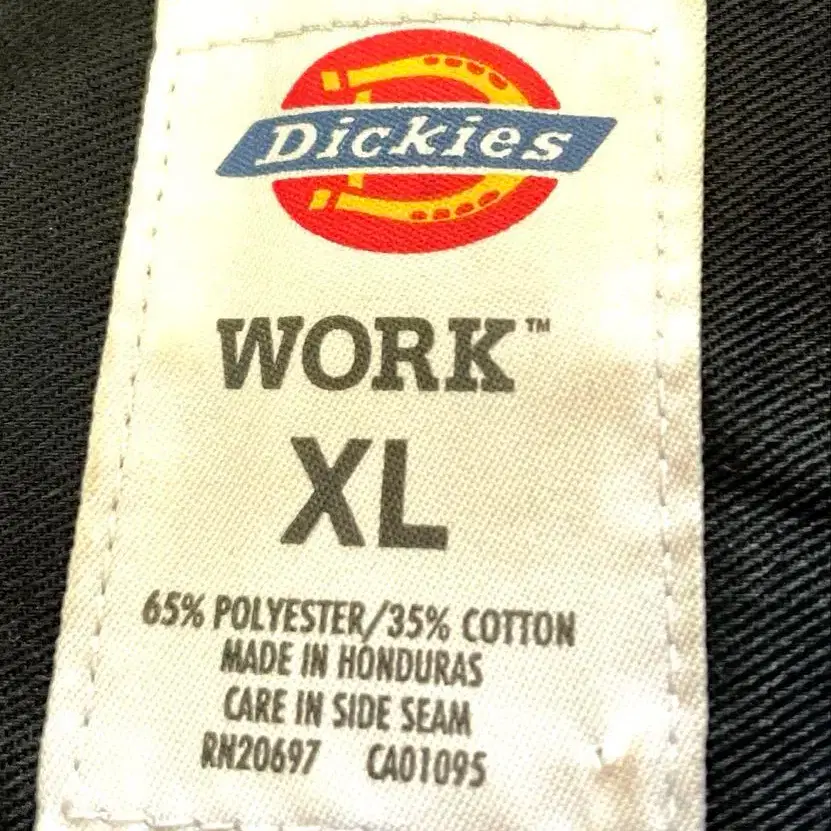 Dickies
WORK™
XL
65% POLYESTER/35% COTTON
MADE IN HONDURAS
CARE IN SIDE SEAM
RN20697 CA01095